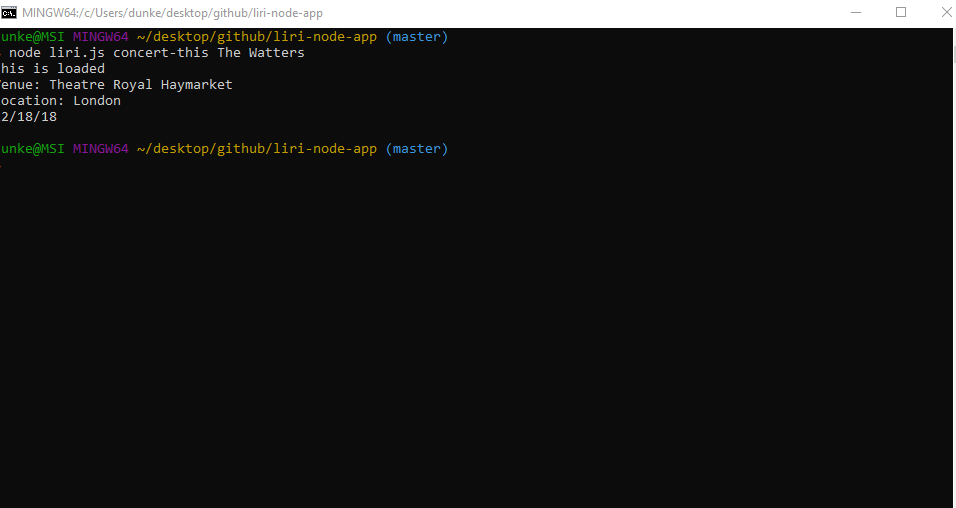 MINGW64:/c/Users/dunke/desktop/github/liri-node-app
unke@MSI MINGW64 ~/desktop/github/liri-node-app (master)
node liri.js concert-this The Watters
his is loaded
enue: Theatre Royal Haymarket
ocation: London
2/18/18
unke@MSI MINGW64 ~/desktop/github/liri-node-app (master)